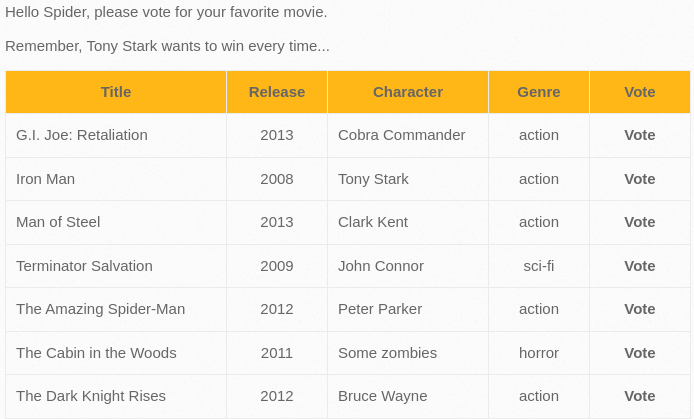 Hello Spider, please vote for your favorite movie.
Remember, Tony Stark wants to win every time...
Title Release Character Genre Vote
G.I. Joe: Retaliation 2013 Cobra Commander action Vote
Iron Man 2008 Tony Stark action Vote
Man of Steel 2013 Clark Kent action Vote
Terminator Salvation 2009 John Connor sci-fi Vote
The Amazing Spider-Man 2012 Peter Parker action Vote
The Cabin in the Woods 2011 Some zombies horror Vote
The Dark Knight Rises 2012 Bruce Wayne action Vote